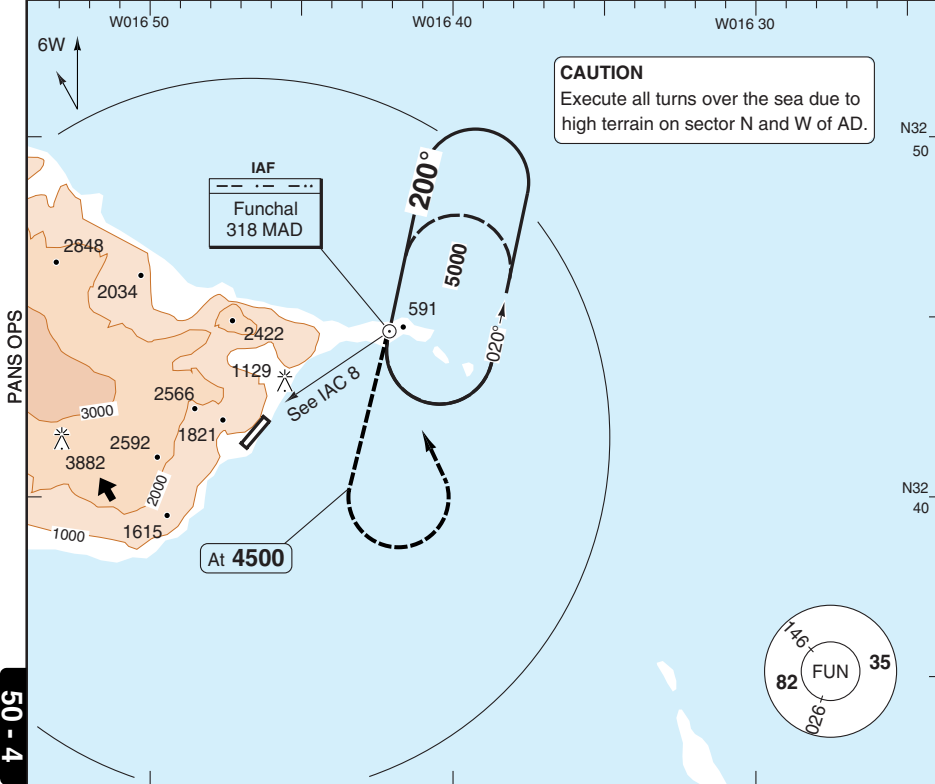 W016 50
W016 40
W016 30
6W
CAUTION
Execute all turns over the sea due to
high terrain on sector N and W of AD.
N32
50
IAF
Funchal
318 MAD
200°
5000
2848
2034
591
2422
020°
1129
See IAC 8
2566
3000
1821
2592
3882
2000
1615
1000
At 4500
N32
40
PANS OPS
50 - 4
146
FUN
35
82
026